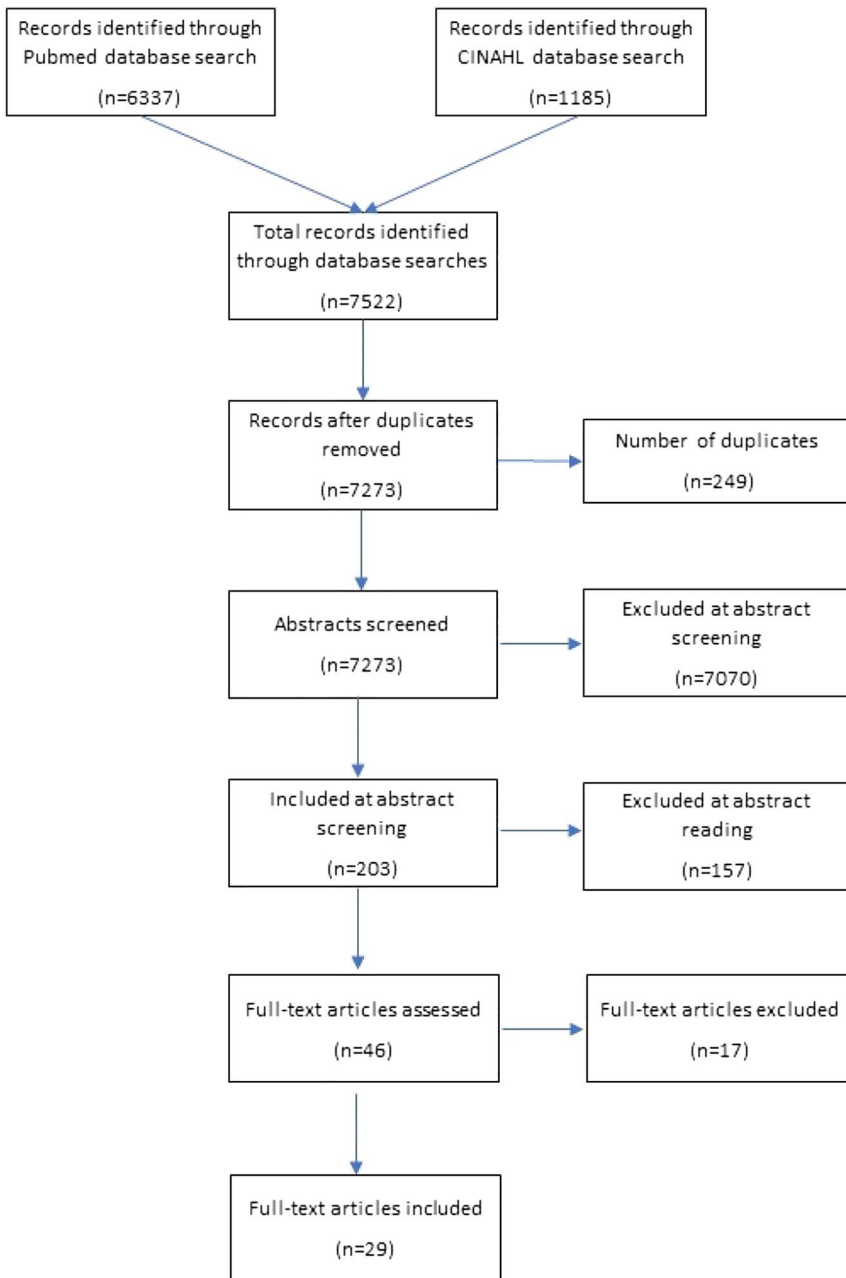 Records identified through
Pubmed database search
(n=6337)
Records identified through
CINAHL database search
(n=1185)
Total records identified
through database searches
(n=7522)
Records after duplicates
removed
(n=7273)
Number of duplicates
(n=249)
Abstracts screened
(n=7273)
Excluded at abstract
screening
(n=7070)
Included at abstract
screening
(n=203)
Excluded at abstract
reading
(n=157)
Full-text articles assessed
(n=46)
Full-text articles excluded
(n=17)
Full-text articles included
(n=29)